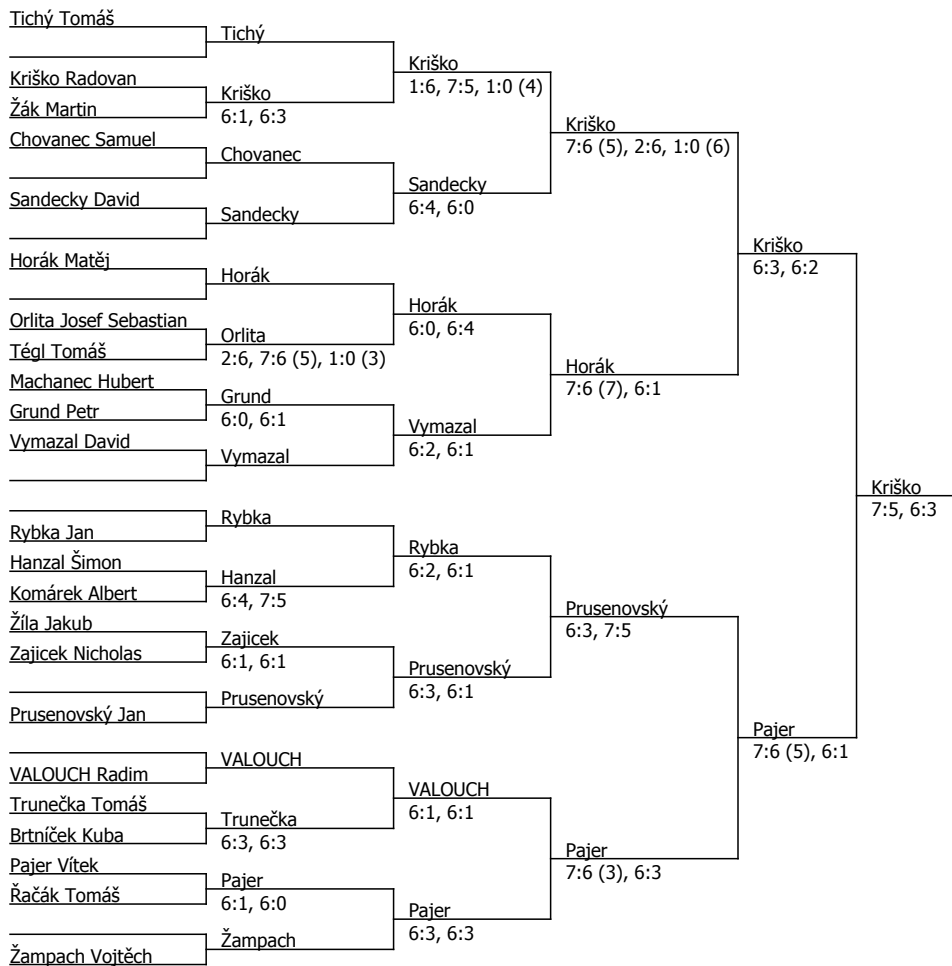 Tichý Tomáš
Kriško Radovan
Žák Martin
Chovanec Samuel
Sandecky David
Horák Matěj
Orlita Josef Sebastian
Tégl Tomáš
Machanec Hubert
Grund Petr
Vymazal David
Rybka Jan
Hanzal Šimon
Komárek Albert
Žíla Jakub
Zajicek Nicholas
Prusenovský Jan
VALOUCH Radim
Trunečka Tomáš
Brtníček Kuba
Pajer Vítek
Řačák Tomáš
Žampach Vojtěch
Tichý
Kriško
6:1, 6:3
Chovanec
Sandecky
Horák
Orlita
2:6, 7:6 (5), 1:0 (3)
Grund
6:0, 6:1
Vymazal
Rybka
Hanzal
6:4, 7:5
Zajicek
6:1, 6:1
Prusenovský
VALOUCH
Trunečka
6:3, 6:3
Pajer
6:1, 6:0
Žampach
Kriško
1:6, 7:5, 1:0 (4)
Sandecky
6:4, 6:0
Horák
6:0, 6:4
Vymazal
6:2, 6:1
Rybka
6:2, 6:1
Prusenovský
6:3, 6:1
VALOUCH
6:1, 6:1
Pajer
6:3, 6:3
Kriško
7:6 (5), 2:6, 1:0 (6)
Horák
7:6 (7), 6:1
Prusenovský
6:3, 7:5
Pajer
7:6 (3), 6:3
Kriško
6:3, 6:2
Pajer
7:6 (5), 6:1
Kriško
7:5, 6:3